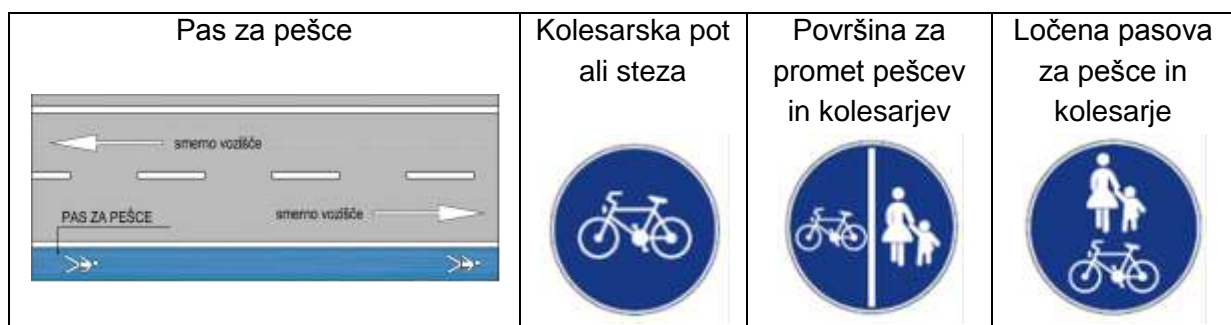 Pas za pešce
smerno vozišče
smerno vozišče
PAS ZA PEŠCE
Kolesarska pot
ali steza
Površina za
promet pešcev
in kolesarjev
Ločena pasova
za pešce in
kolesarje